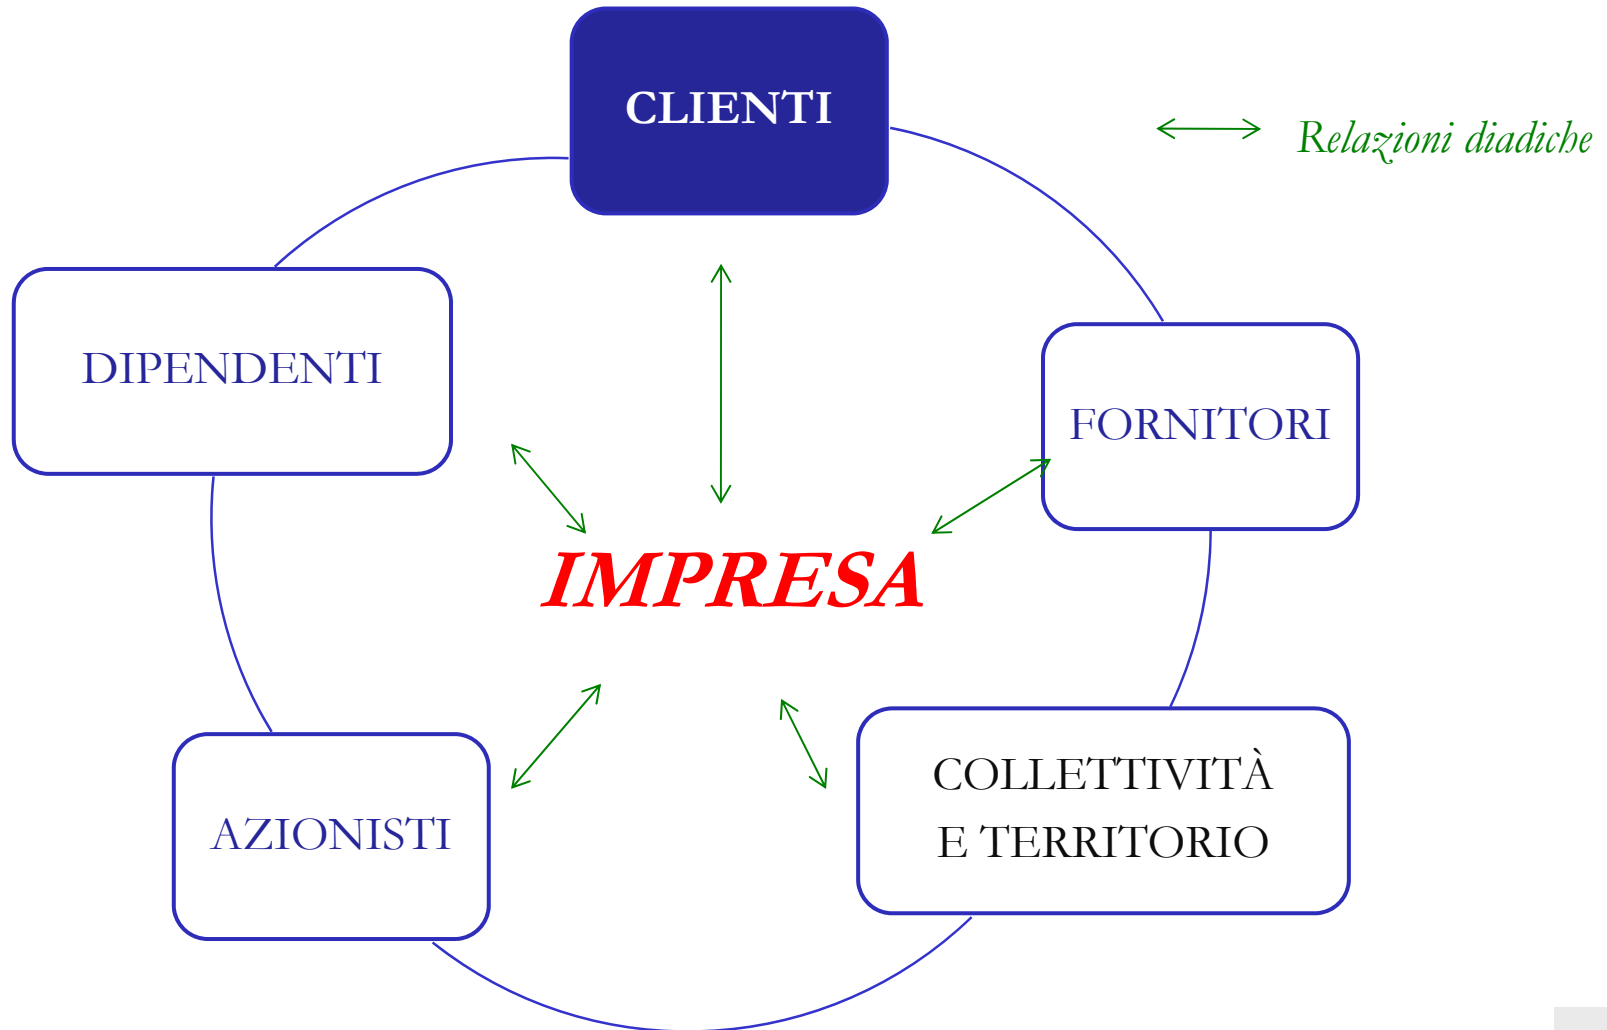 CLIENTI
Relazioni diadiche
DIPENDENTI
FORNITORI
IMPRESA
COLLETTIVITÀ
E TERRITORIO
AZIONISTI